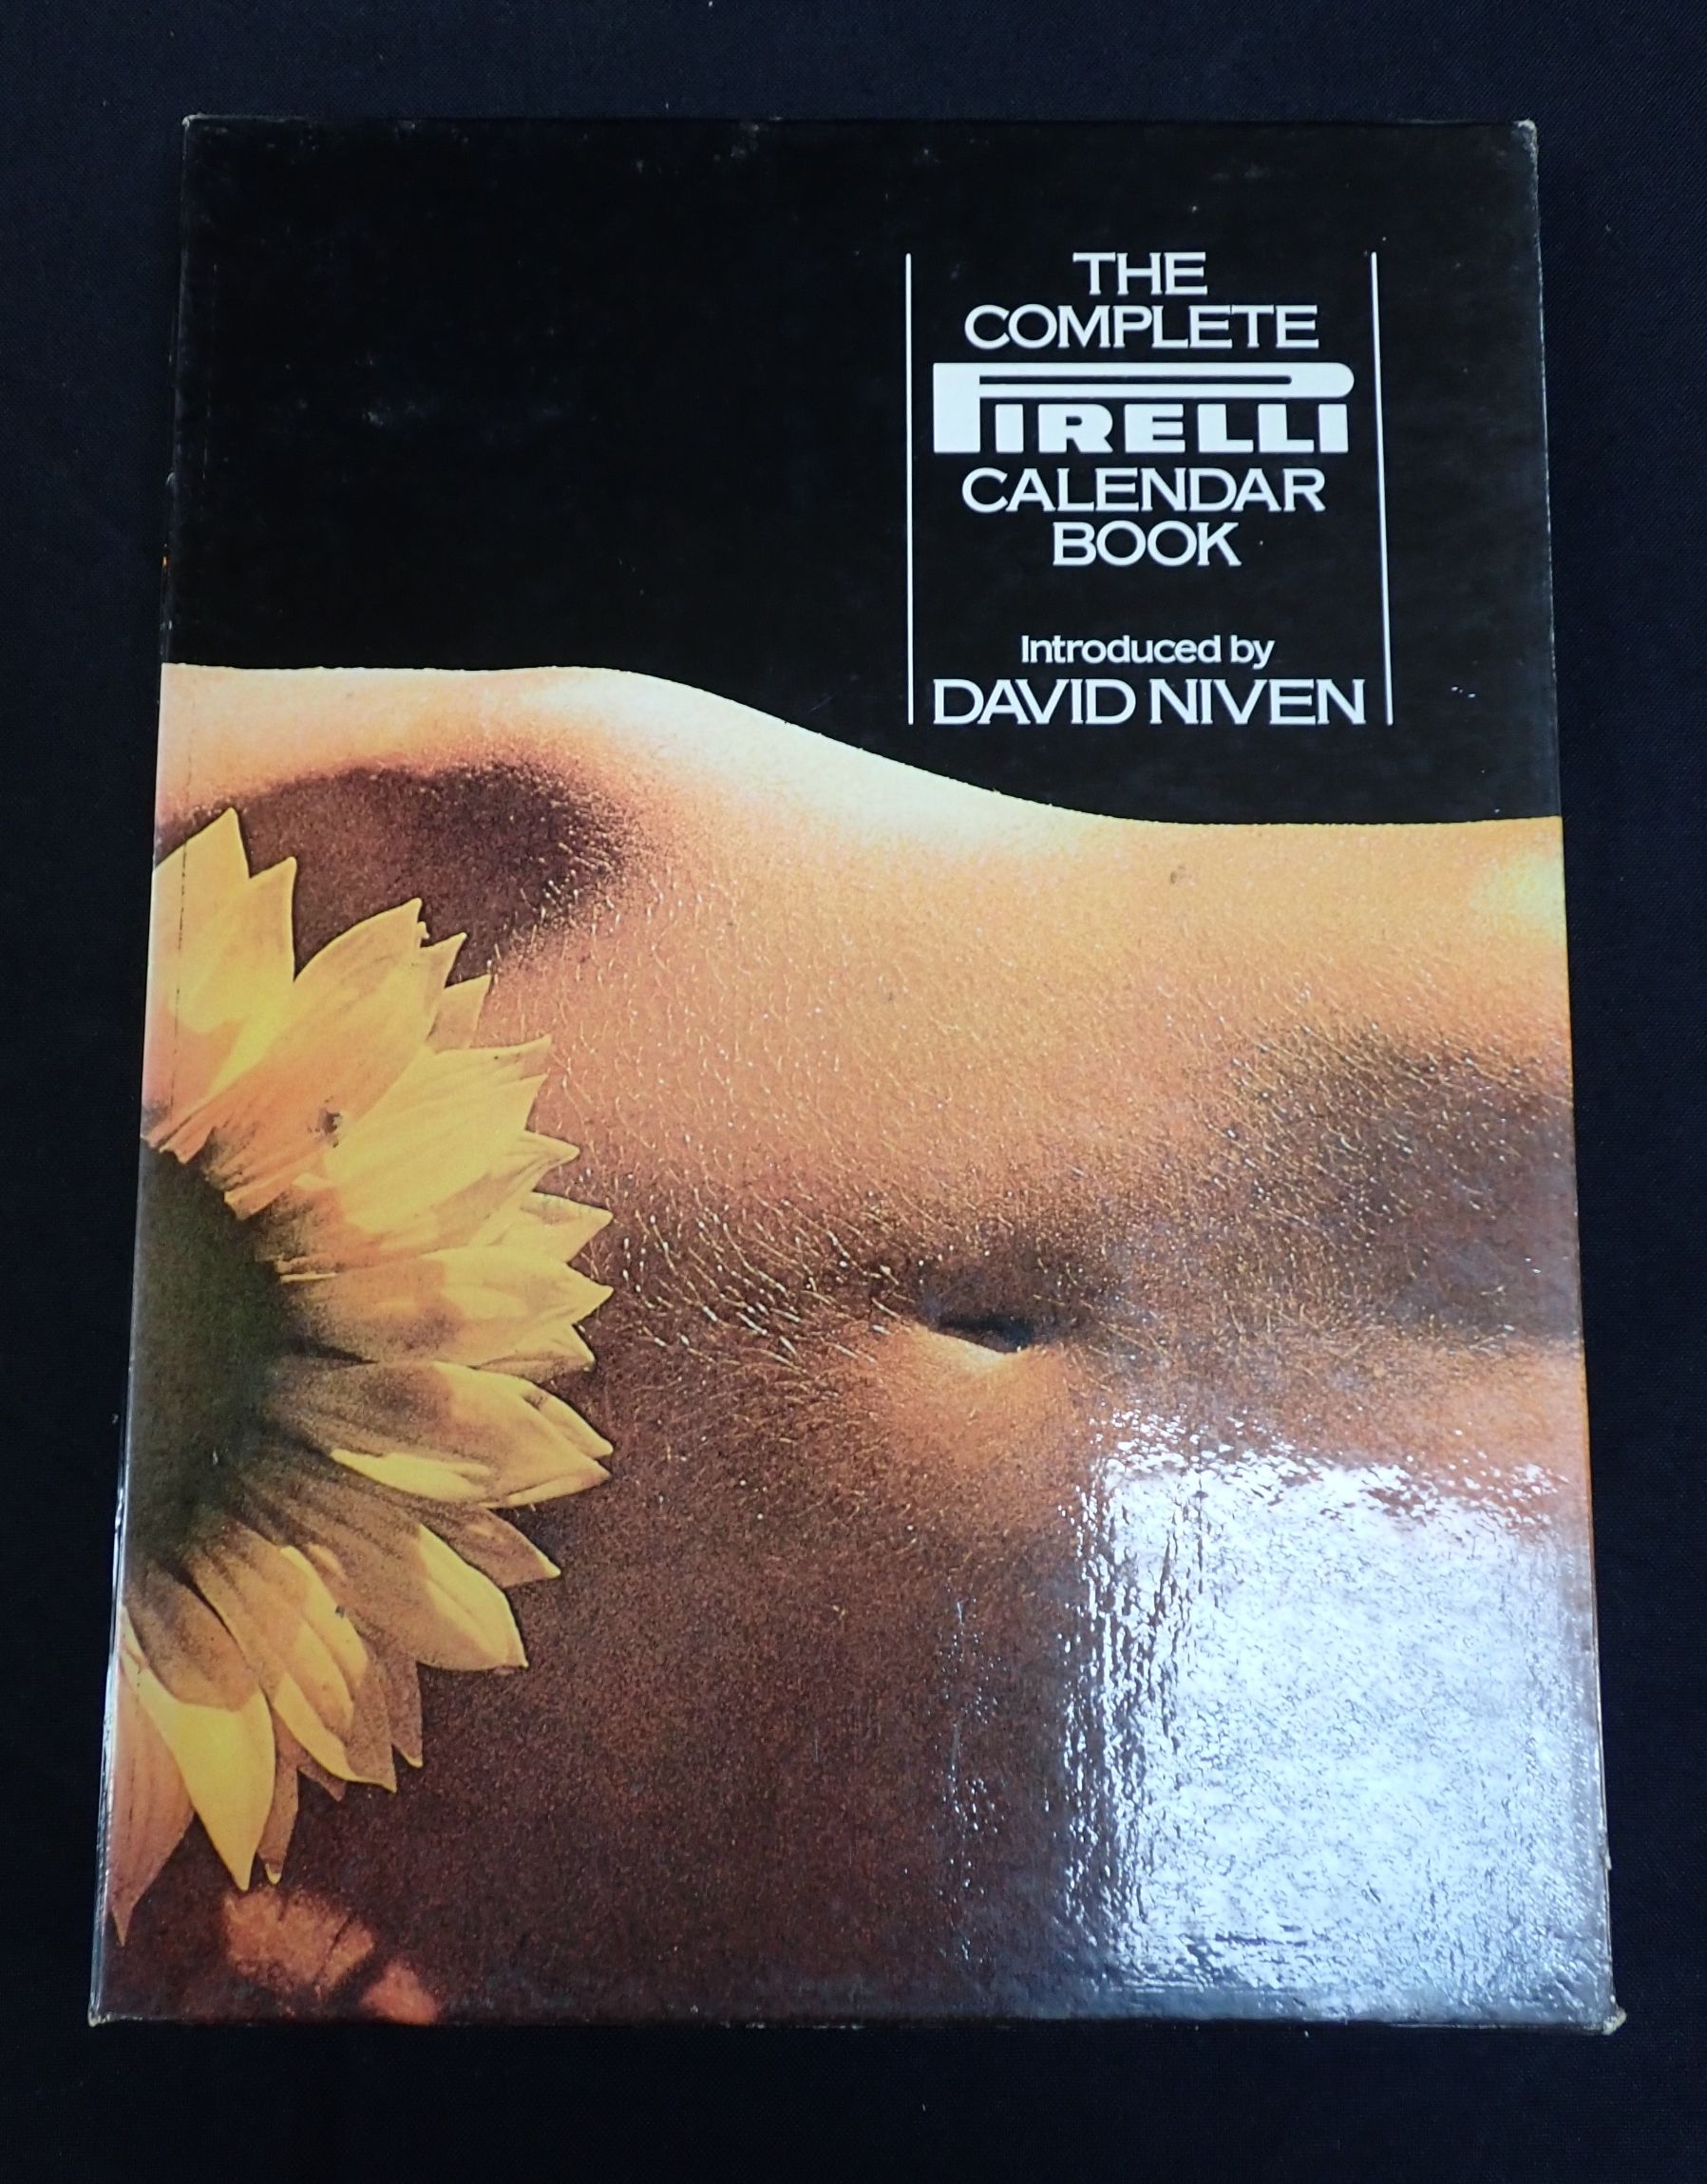 THE
COMPLETE
PIRELLI
CALENDAR
BOOK
Introduced by
DAVID NIVEN